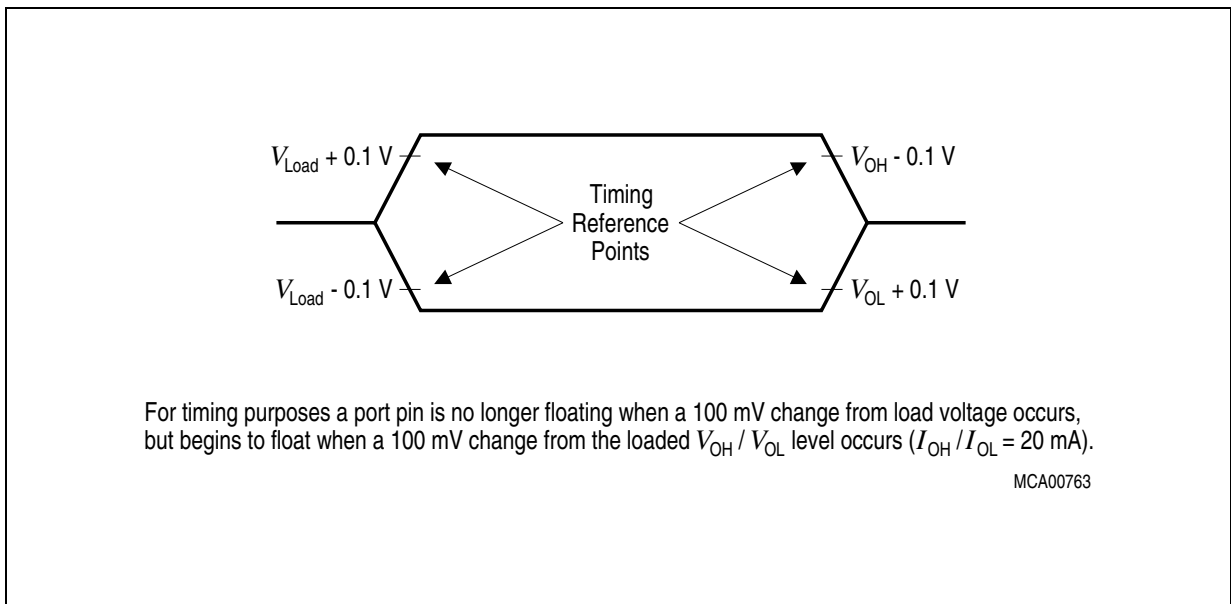 V_Load + 0.1 V
V_OH - 0.1 V
Timing
Reference
Points
V_Load - 0.1 V
V_OL + 0.1 V
For timing purposes a port pin is no longer floating when a 100 mV change from load voltage occurs,
but begins to float when a 100 mV change from the loaded V_OH / V_OL level occurs (I_OH / I_OL = 20 mA).
MCA00763